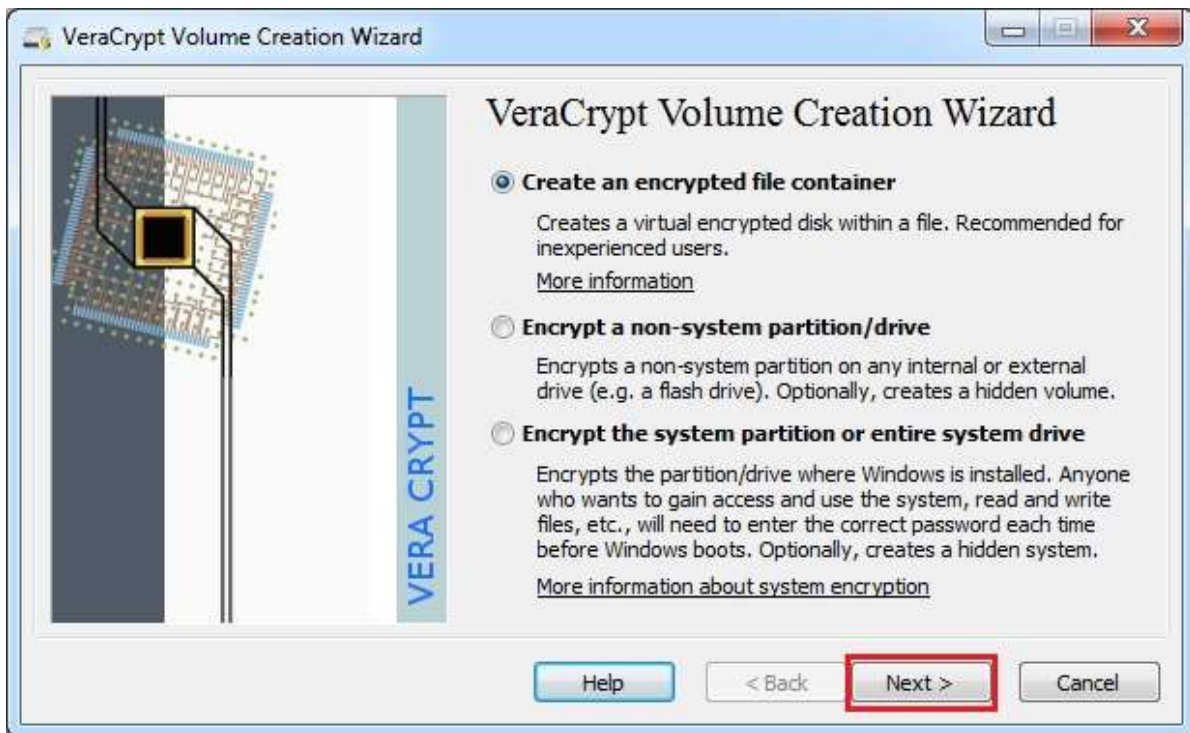 VeraCrypt Volume Creation Wizard
VeraCrypt Volume Creation Wizard
Create an encrypted file container
Creates a virtual encrypted disk within a file. Recommended for
inexperienced users.
More information
Encrypt a non-system partition/drive
Encrypts a non-system partition on any internal or external
drive (e.g. a flash drive). Optionally, creates a hidden volume.
Encrypt the system partition or entire system drive
Encrypts the partition/drive where Windows is installed. Anyone
who wants to gain access and use the system, read and write
files, etc., will need to enter the correct password each time
before Windows boots. Optionally, creates a hidden system.
More information about system encryption
VERA CRYPT
Help
< Back
Next >
Cancel